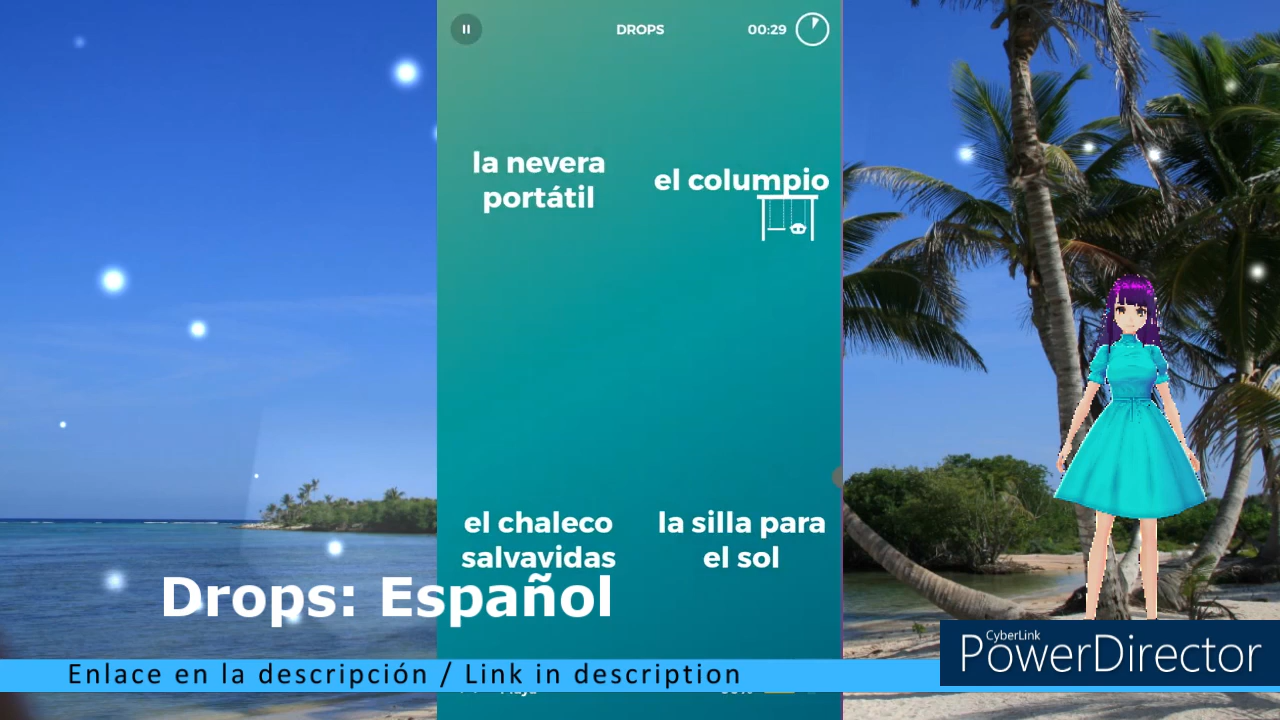 DROPS
00:29
la nevera
portátil
el columpio
el chaleco
salvavidas
la silla para
el sol
Drops: Español
Enlace en la descripción / Link in description
CyberLink
PowerDirector